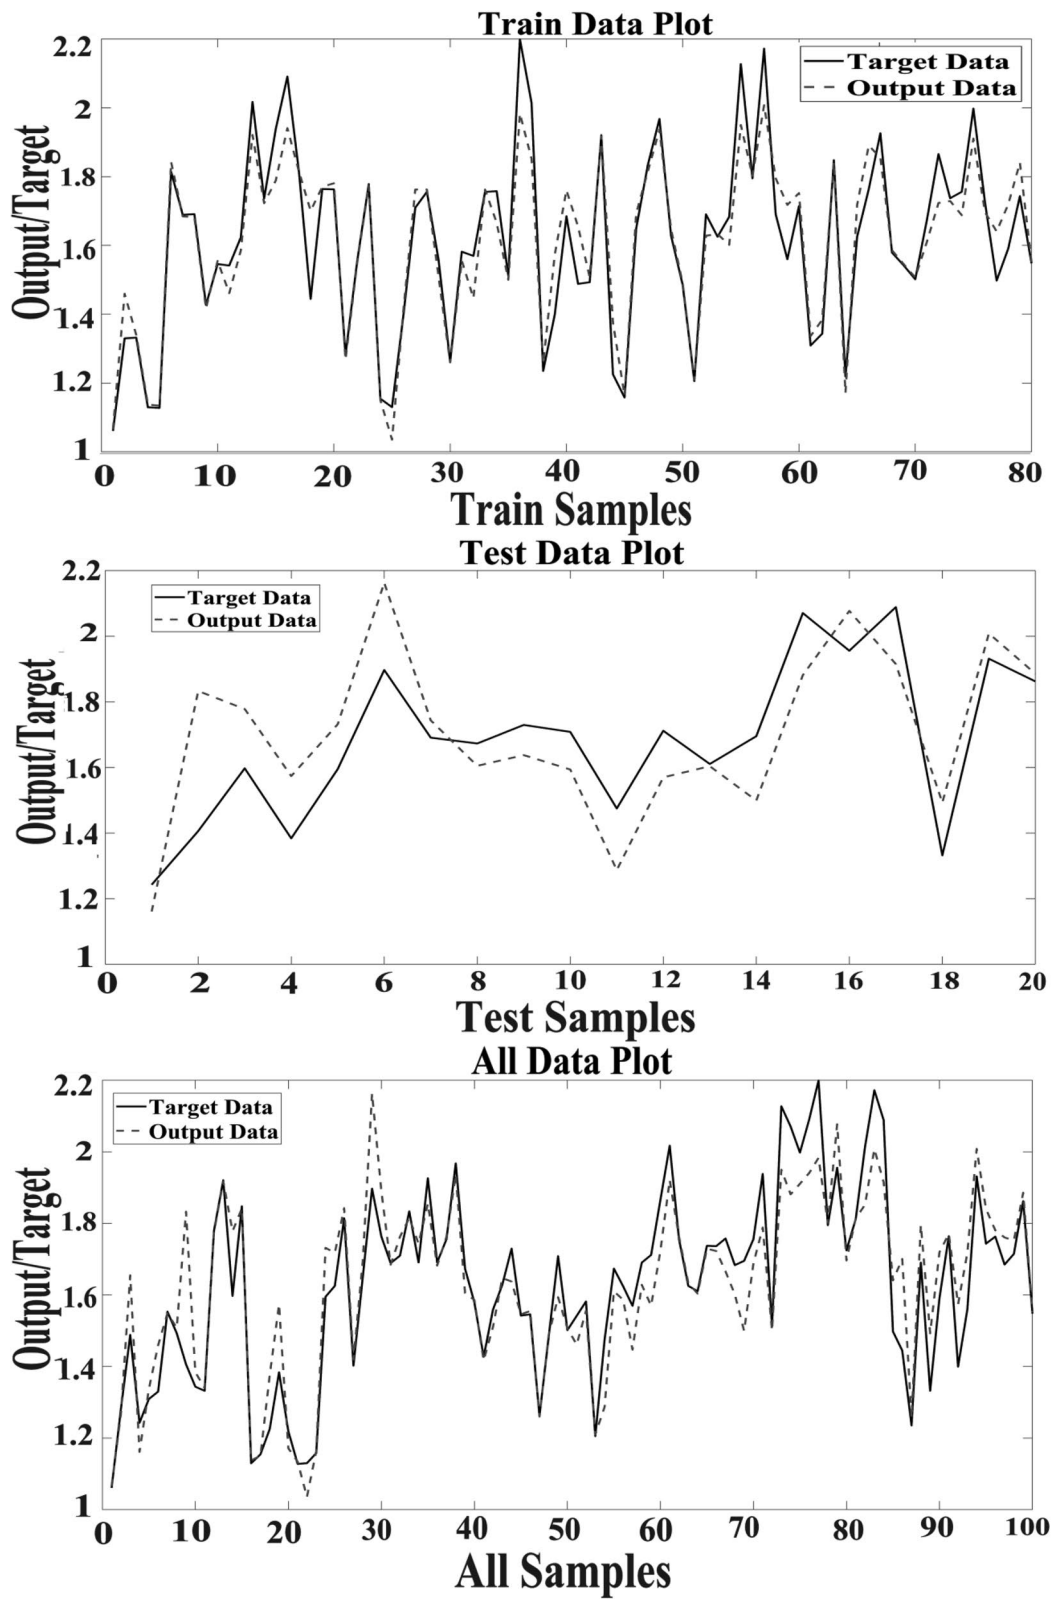 Train Data Plot
2.2
2
1.8
1.6
1.4
1.2
1
Output/Target
Target Data
Output Data
0 10 20 30 40 50 60 70 80
Train Samples
Test Data Plot
2.2
2
1.8
1.6
1.4
1.2
1
Output/Target
Target Data
Output Data
0 2 4 6 8 10 12 14 16 18 20
Test Samples
All Data Plot
2.2
2
1.8
1.6
1.4
1.2
1
Output/Target
Target Data
Output Data
0 10 20 30 40 50 60 70 80 90 100
All Samples